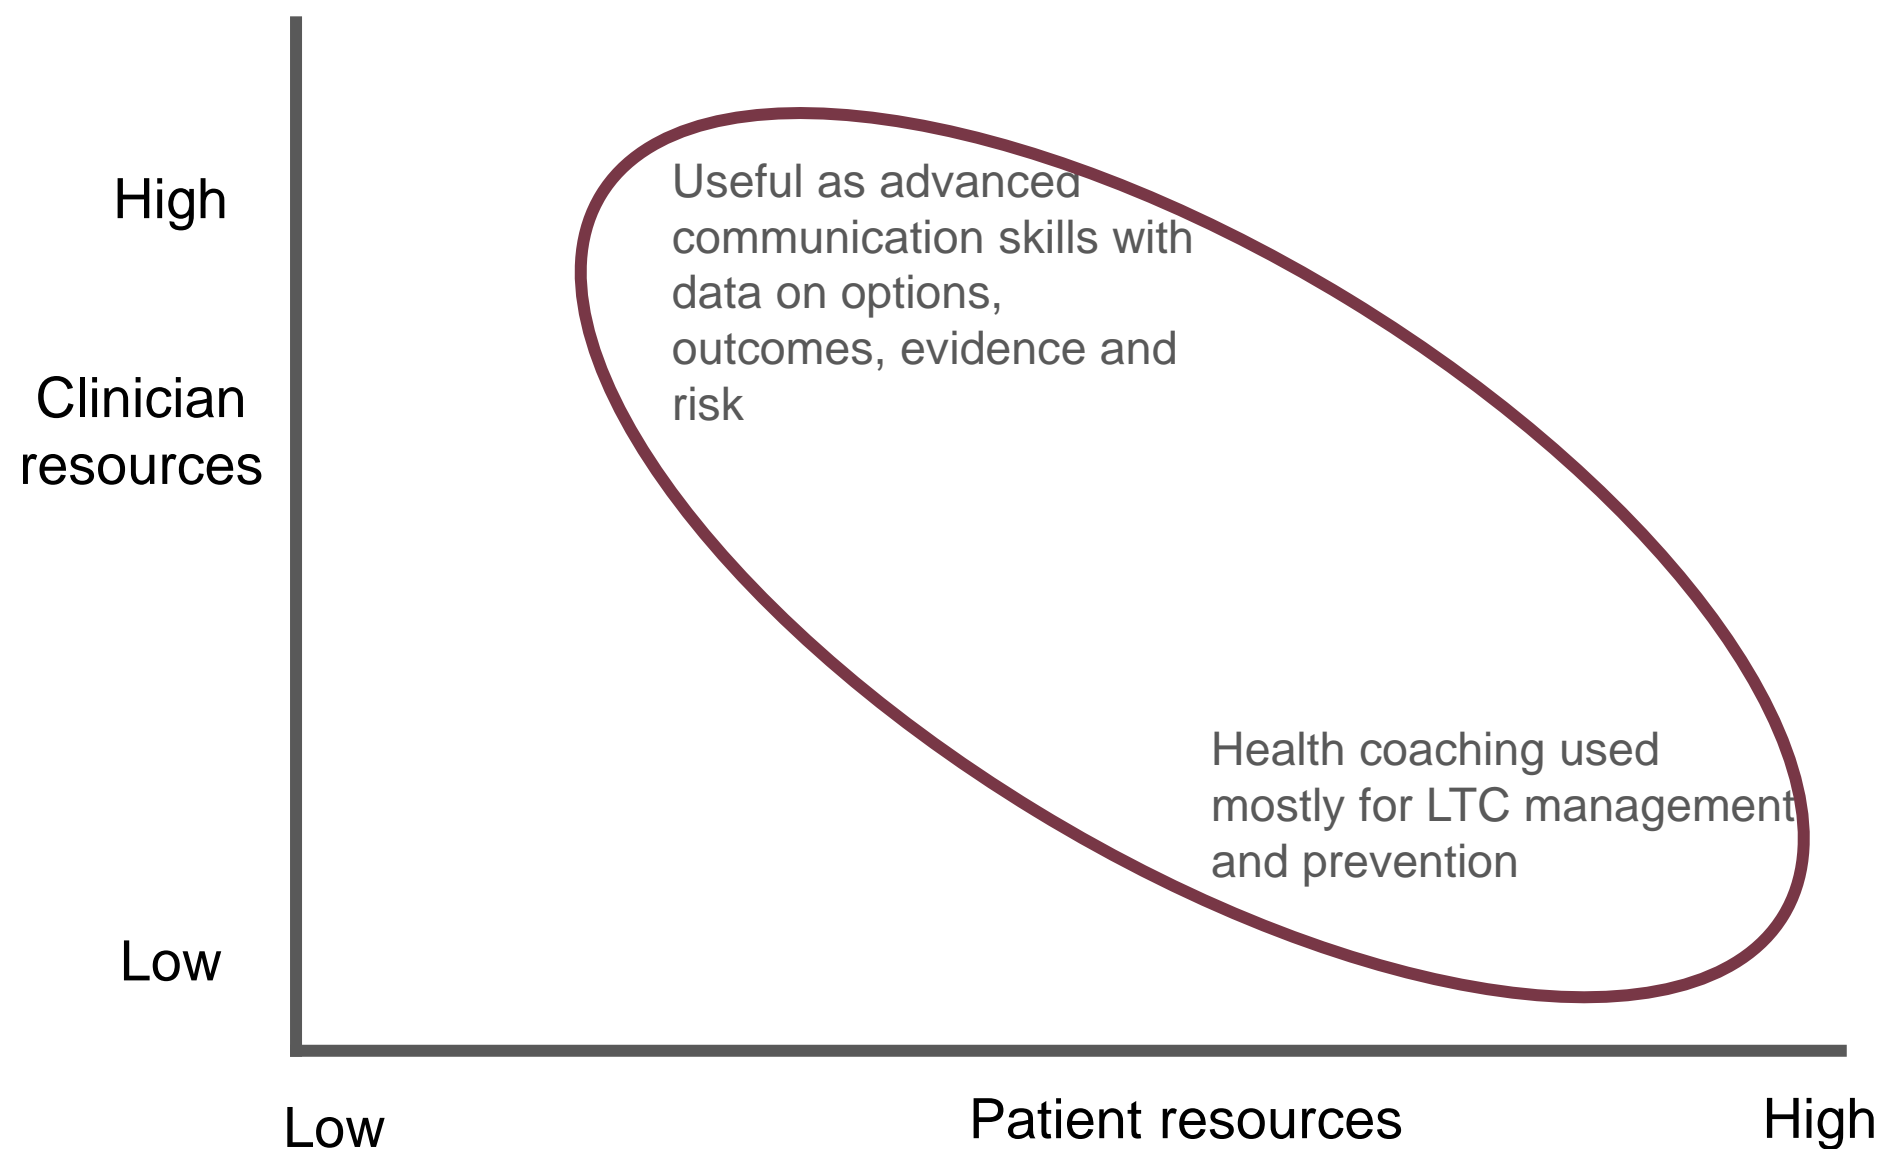 High
Clinician
resources
Low
Useful as advanced
communication skills with
data on options,
outcomes, evidence and
risk
Health coaching used
mostly for LTC management
and prevention
Low
Patient resources
High